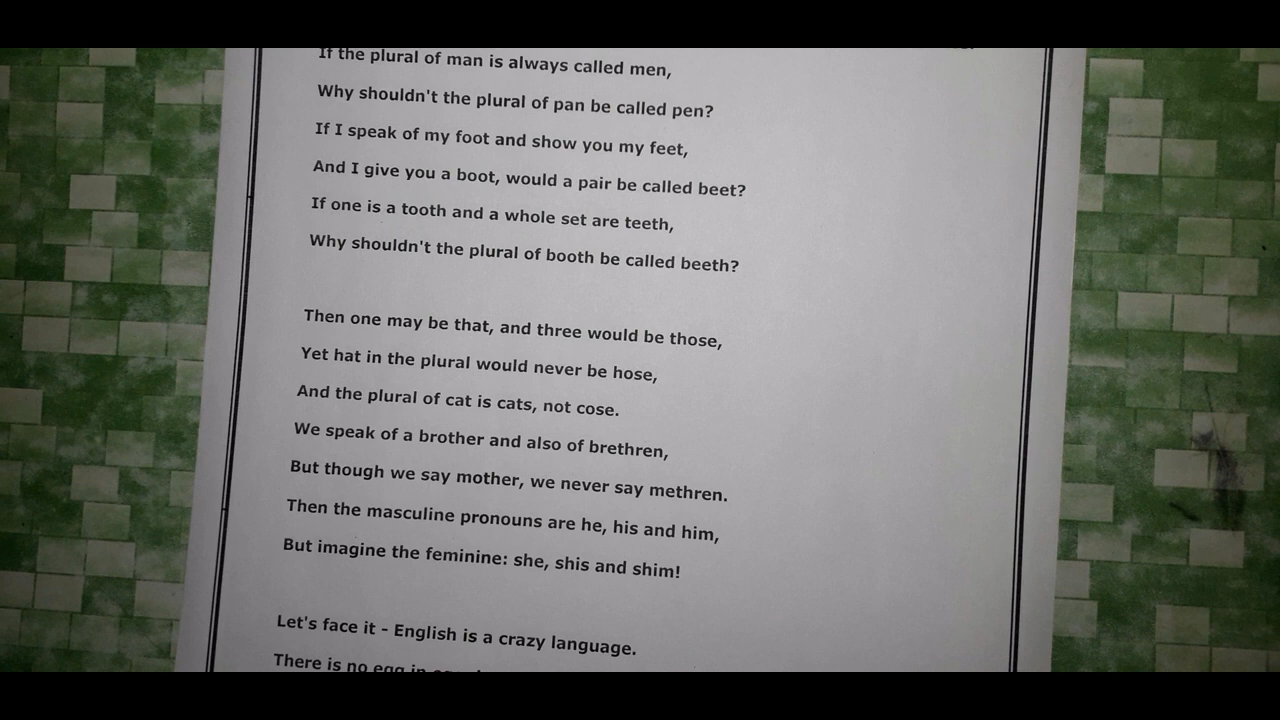 If the plural of man is always called men,
Why shouldn't the plural of pan be called pen?
If I speak of my foot and show you my feet,
And I give you a boot, would a pair be called beet?
If one is a tooth and a whole set are teeth,
Why shouldn't the plural of booth be called beeth?
Then one may be that, and three would be those,
Yet hat in the plural would never be hose,
And the plural of cat is cats, not cose.
We speak of a brother and also of brethren,
But though we say mother, we never say methren.
Then the masculine pronouns are he, his and him,
But imagine the feminine: she, shis and shim!
Let's face it - English is a crazy language.
There is no egg in